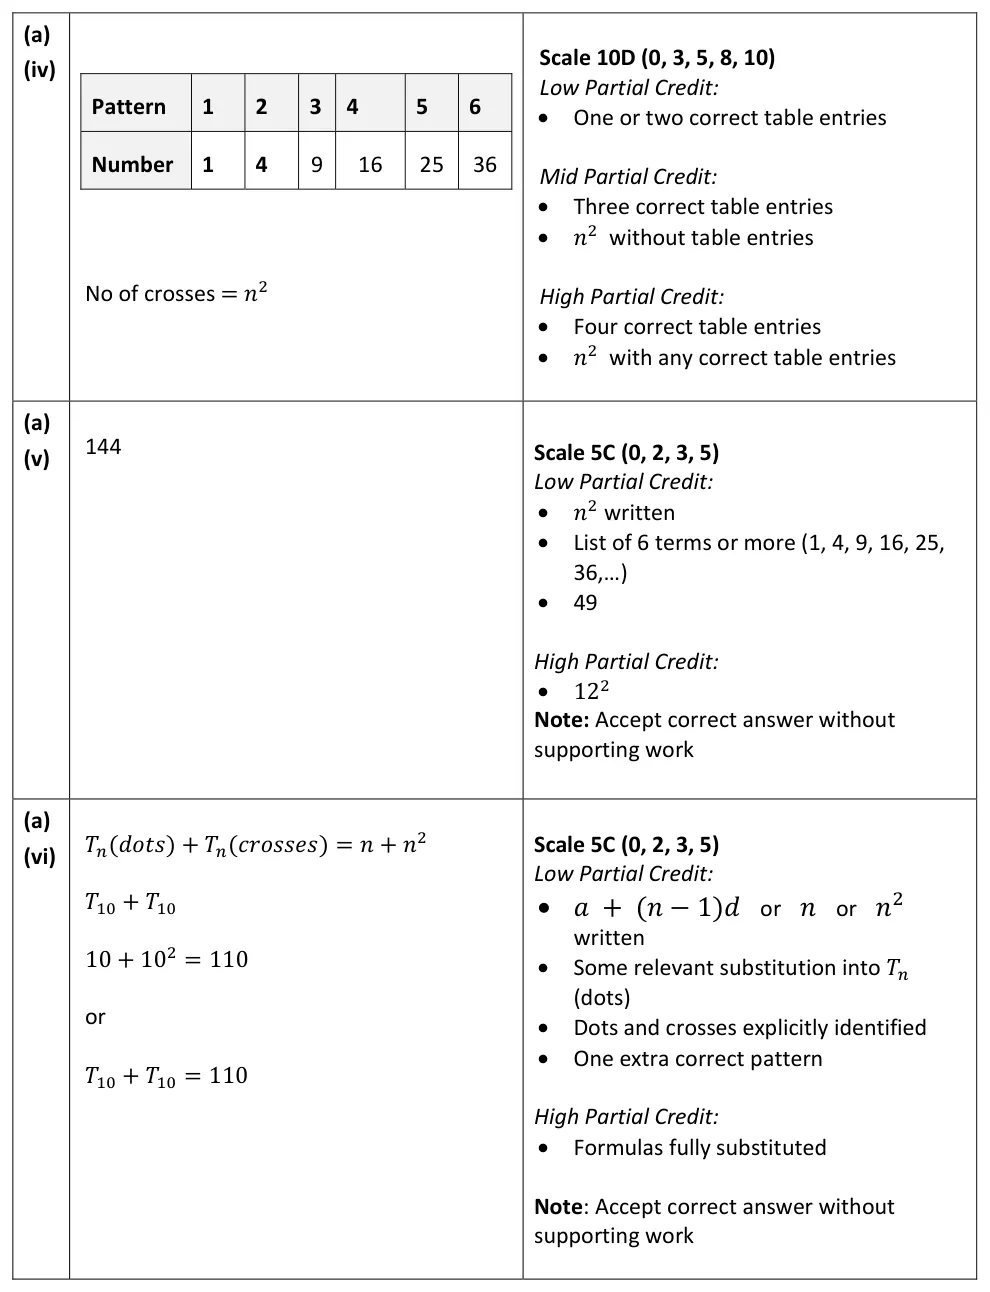 (a)
(iv)
Pattern 1 2 3 4 5 6
Number 1 4 9 16 25 36
No of crosses = n²
Scale 10D (0, 3, 5, 8, 10)
Low Partial Credit:
• One or two correct table entries
Mid Partial Credit:
• Three correct table entries
• n² without table entries
High Partial Credit:
• Four correct table entries
• n² with any correct table entries
(a)
(v)
144
Scale 5C (0, 2, 3, 5)
Low Partial Credit:
• n² written
• List of 6 terms or more (1, 4, 9, 16, 25,
36,…)
• 49
High Partial Credit:
• 12²
Note: Accept correct answer without
supporting work
(a)
(vi)
Tₙ(dots) + Tₙ(crosses) = n + n²
T₁₀ + T₁₀
10 + 10² = 110
or
T₁₀ + T₁₀ = 110
Scale 5C (0, 2, 3, 5)
Low Partial Credit:
• a + (n − 1)d or n or n²
written
• Some relevant substitution into Tₙ
(dots)
• Dots and crosses explicitly identified
• One extra correct pattern
High Partial Credit:
• Formulas fully substituted
Note: Accept correct answer without
supporting work